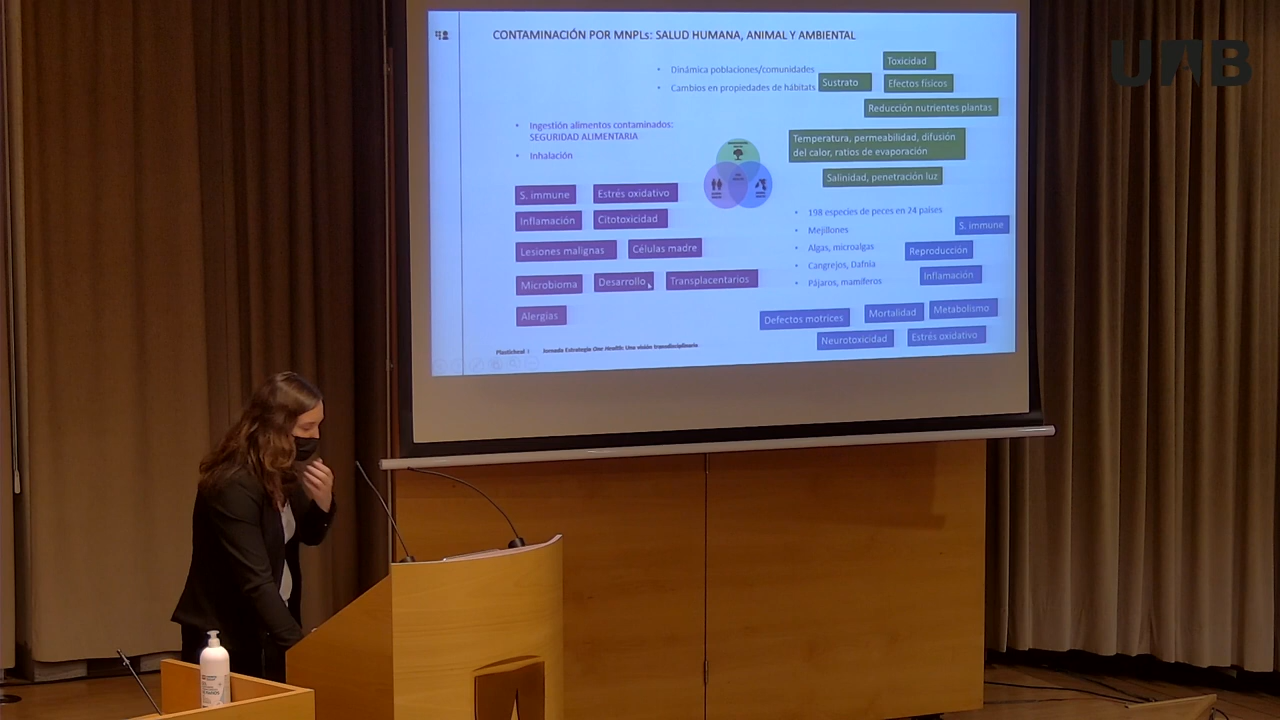 CONTAMINACIÓN POR MNPLs: SALUD HUMANA, ANIMAL Y AMBIENTAL
• Dinámica poblaciones/comunidades
• Cambios en propiedades de hábitats
Toxicidad
Sustrato
Efectos físicos
Reducción nutrientes plantas
Temperatura, permeabilidad, difusión
del calor, ratios de evaporación
Salinidad, penetración luz
• Ingestión alimentos contaminados:
SEGURIDAD ALIMENTARIA
• Inhalación
S. immune
Estrés oxidativo
Inflamación
Citotoxicidad
Lesiones malignas
Células madre
Microbioma
Desarrollo
Transplacentarios
Alergias
• 198 especies de peces en 24 países
• Mejillones
• Algas, microalgas
• Cangrejos, Dafnia
• Pájaros, mamíferos
S. immune
Reproducción
Inflamación
Defectos motrices
Mortalidad
Metabolismo
Neurotoxicidad
Estrés oxidativo
Plasticheal
Jornada Estrategia One Health: Una visión transdisciplinaria
UAB